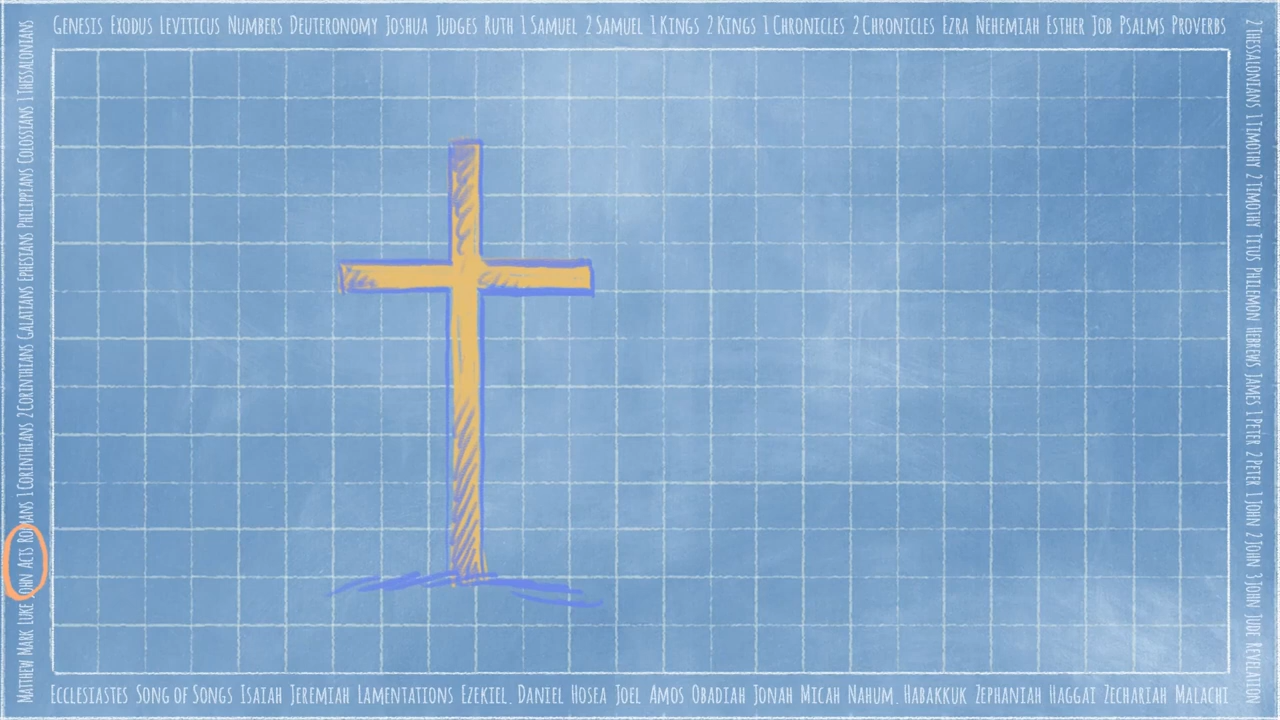 Genesis Exodus Leviticus Numbers Deuteronomy Joshua Judges Ruth 1 Samuel 2 Samuel 1 Kings 2 Kings 1 Chronicles 2 Chronicles Ezra Nehemiah Esther Job Psalms Proverbs
Ecclesiastes Song of Songs Isaiah Jeremiah Lamentations Ezekiel. Daniel Hosea Joel Amos Obadiah Jonah Micah Nahum. Habakkuk Zephaniah Haggai Zechariah Malachi
Matthew Mark Luke John Acts Romans 1 Corinthians 2 Corinthians Galatians Ephesians Philippians Colossians 1 Thessalonians
2 Thessalonians 1 Timothy 2 Timothy Titus Philemon Hebrews James 1 Peter 2 Peter 1 John 2 John 3 John Jude Revelation